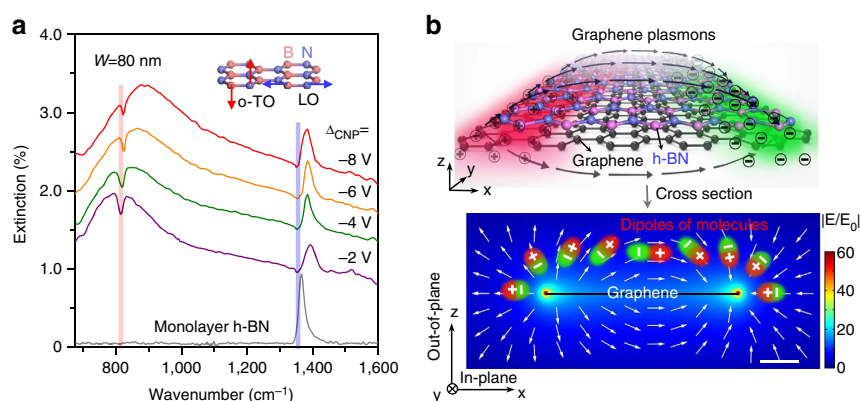 a
W=80 nm
B N
o-TO
LO
Δ_CNP=
–8 V
–6 V
–4 V
–2 V
Monolayer h-BN
Extinction (%)
4.0
3.0
2.0
1.0
0
800 1,000 1,200 1,400 1,600
Wavenumber (cm⁻¹)
b
Graphene plasmons
Graphene
h-BN
z
y
x
Cross section
|E/E₀|
Dipoles of molecules
Graphene
60
40
20
0
Out-of-plane
z
In-plane
y
x